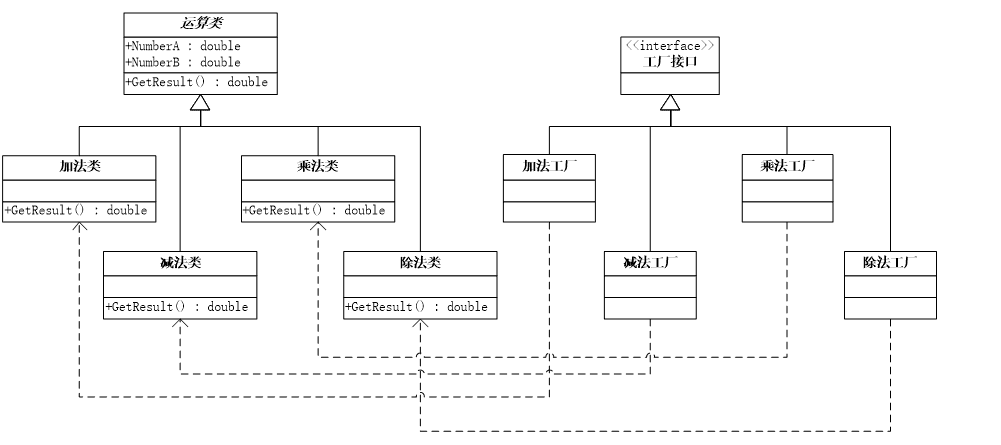 运算类
+NumberA : double
+NumberB : double
+GetResult() : double
<<interface>>
工厂接口
加法类
+GetResult() : double
乘法类
+GetResult() : double
加法工厂
乘法工厂
减法类
+GetResult() : double
除法类
+GetResult() : double
减法工厂
除法工厂